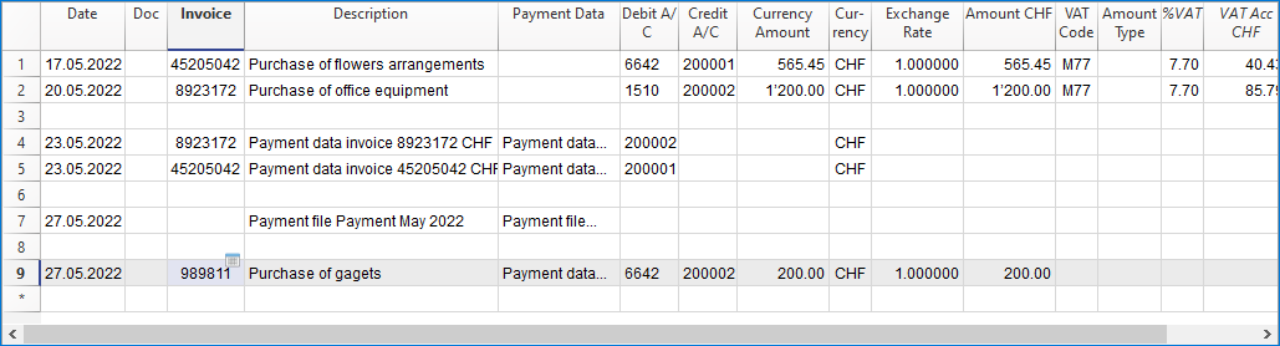 Date Doc Invoice Description Payment Data Debit A/ Credit Currency Cur- Exchange Amount CHF VAT Amount %VAT VAT Acc
C A/C Amount rency Rate Code Type CHF
1 17.05.2022 45205042 Purchase of flowers arrangements 6642 200001 565.45 CHF 1.000000 565.45 M77 7.70 40.43
2 20.05.2022 8923172 Purchase of office equipment 1510 200002 1'200.00 CHF 1.000000 1'200.00 M77 7.70 85.79
3
4 23.05.2022 8923172 Payment data invoice 8923172 CHF Payment data... 200002 CHF
5 23.05.2022 45205042 Payment data invoice 45205042 CHF Payment data... 200001 CHF
6
7 27.05.2022 Payment file Payment May 2022 Payment file...
8
9 27.05.2022 989811 Purchase of gagets Payment data... 6642 200002 200.00 CHF 1.000000 200.00
*